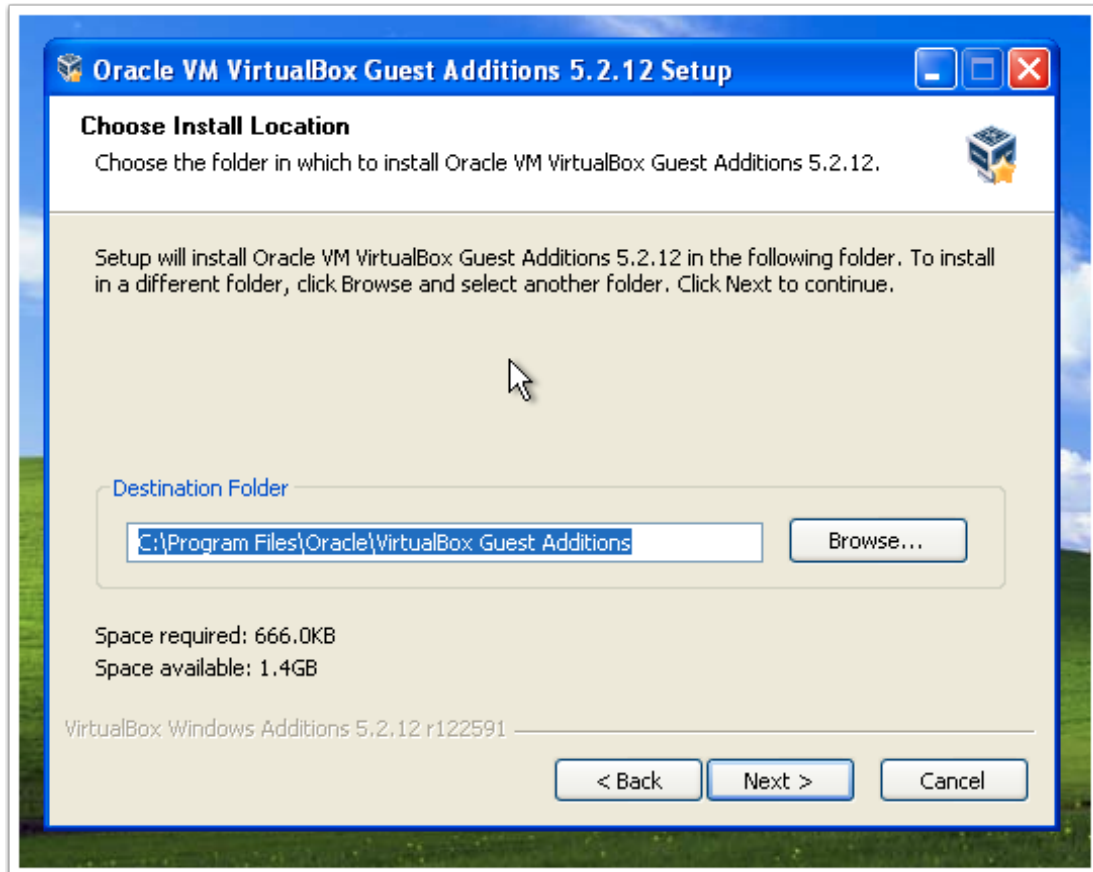 Oracle VM VirtualBox Guest Additions 5.2.12 Setup
Choose Install Location
Choose the folder in which to install Oracle VM VirtualBox Guest Additions 5.2.12.
Setup will install Oracle VM VirtualBox Guest Additions 5.2.12 in the following folder. To install
in a different folder, click Browse and select another folder. Click Next to continue.
Destination Folder
C:\Program Files\Oracle\VirtualBox Guest Additions
Browse...
Space required: 666.0KB
Space available: 1.4GB
VirtualBox Windows Additions 5.2.12 r122591
< Back
Next >
Cancel